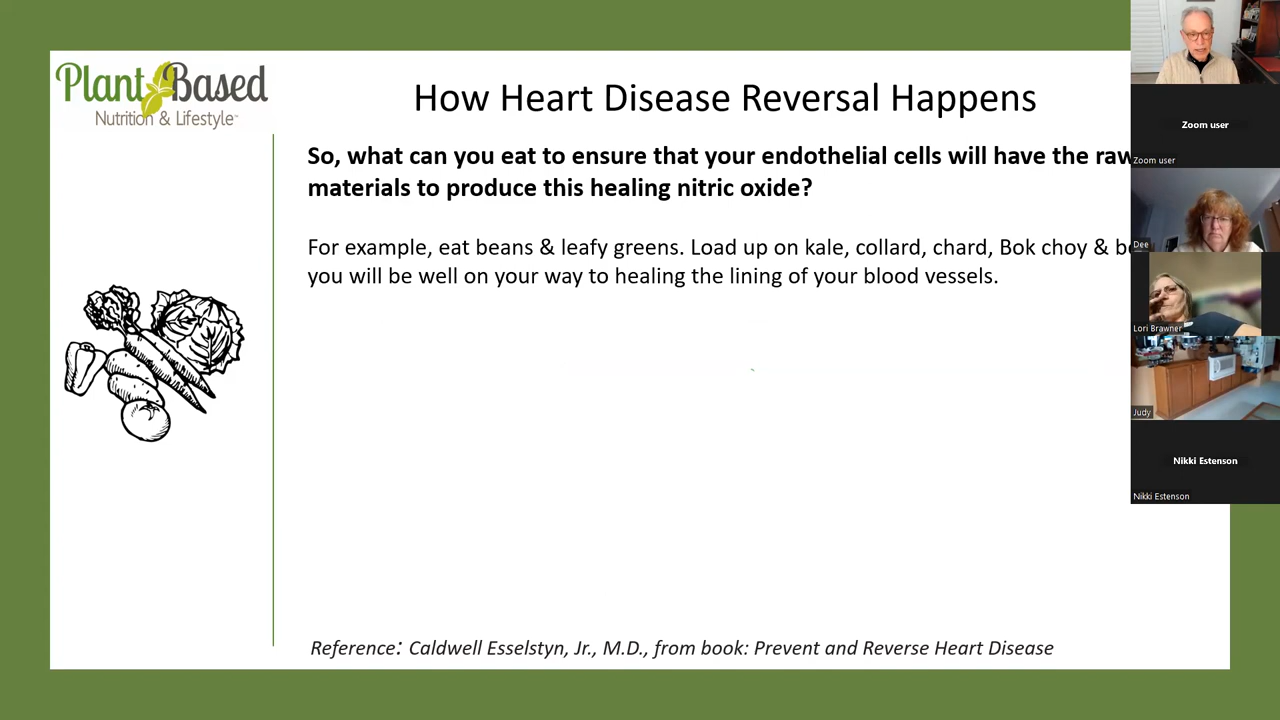 Plant Based
Nutrition & Lifestyle™
How Heart Disease Reversal Happens
So, what can you eat to ensure that your endothelial cells will have the raw
materials to produce this healing nitric oxide?
For example, eat beans & leafy greens. Load up on kale, collard, chard, Bok choy &
you will be well on your way to healing the lining of your blood vessels.
Reference: Caldwell Esselstyn, Jr., M.D., from book: Prevent and Reverse Heart Disease
Zoom user
Zoom user
Dee
Lori Brawner
Judy
Nikki Estenson
Nikki Estenson